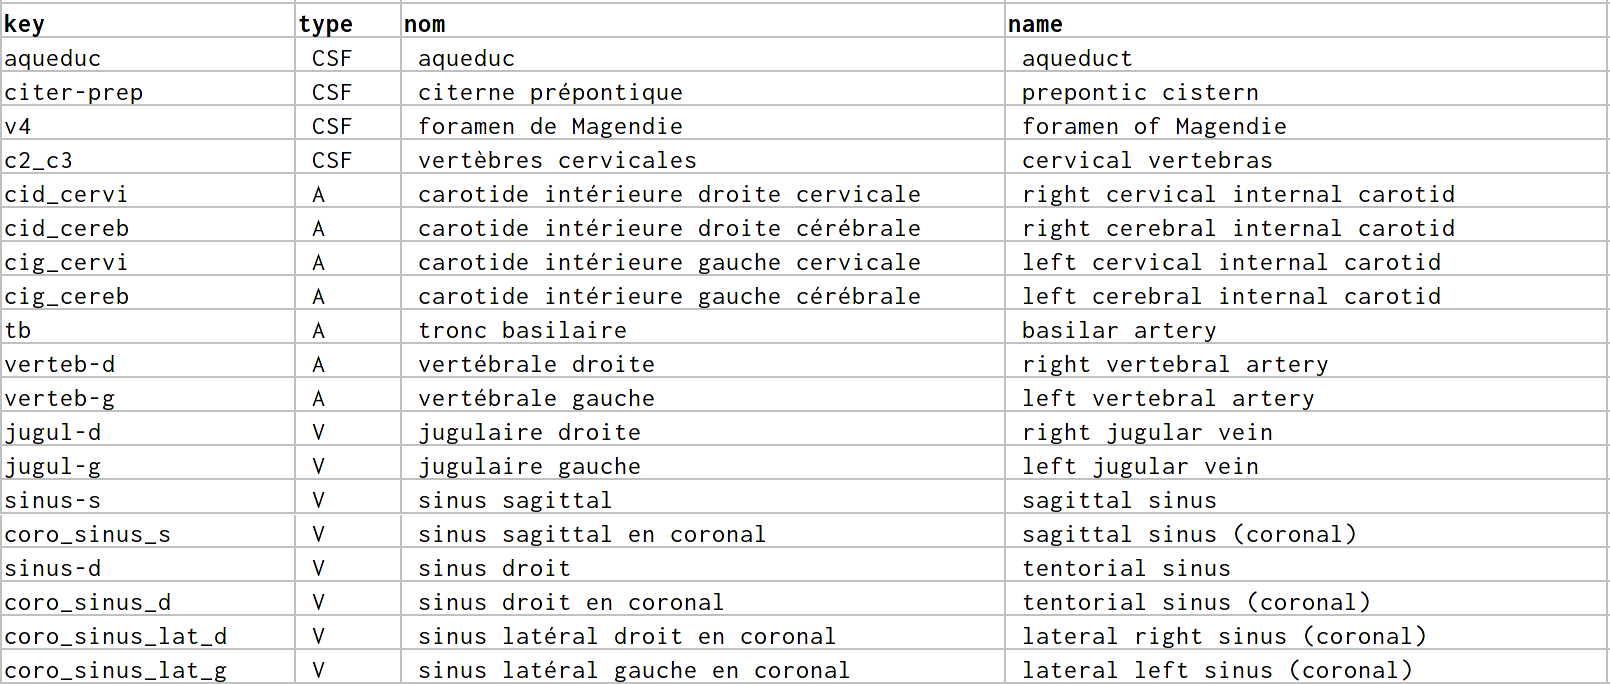 key type nom name
aqueduc CSF aqueduc aqueduct
citer-prep CSF citerne prépontique prepontic cistern
v4 CSF foramen de Magendie foramen of Magendie
c2_c3 CSF vertèbres cervicales cervical vertebras
cid_cervi A carotide intérieure droite cervicale right cervical internal carotid
cid_cereb A carotide intérieure droite cérébrale right cerebral internal carotid
cig_cervi A carotide intérieure gauche cervicale left cervical internal carotid
cig_cereb A carotide intérieure gauche cérébrale left cerebral internal carotid
tb A tronc basilaire basilar artery
verteb-d A vertébrale droite right vertebral artery
verteb-g A vertébrale gauche left vertebral artery
jugul-d V jugulaire droite right jugular vein
jugul-g V jugulaire gauche left jugular vein
sinus-s V sinus sagittal sagittal sinus
coro_sinus_s V sinus sagittal en coronal sagittal sinus (coronal)
sinus-d V sinus droit tentorial sinus
coro_sinus_d V sinus droit en coronal tentorial sinus (coronal)
coro_sinus_lat_d V sinus latéral droit en coronal lateral right sinus (coronal)
coro_sinus_lat_g V sinus latéral gauche en coronal lateral left sinus (coronal)